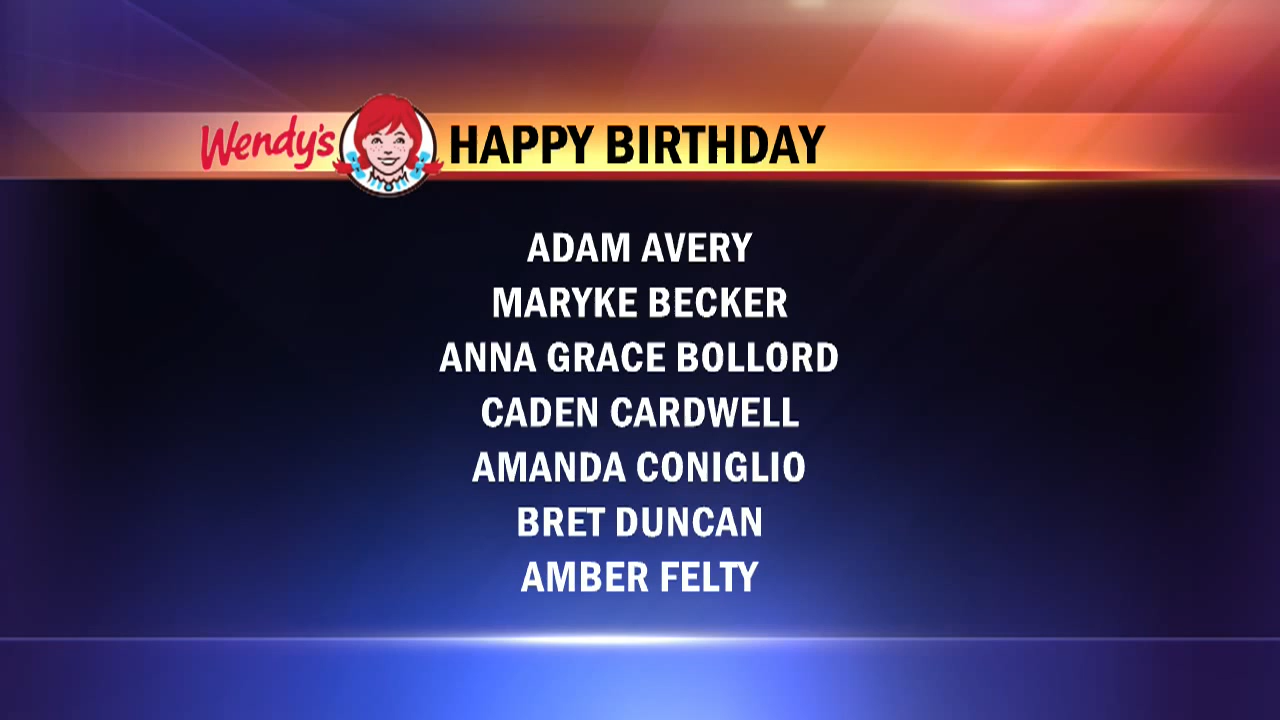 Wendy's HAPPY BIRTHDAY
ADAM AVERY
MARYKE BECKER
ANNA GRACE BOLLORD
CADEN CARDWELL
AMANDA CONIGLIO
BRET DUNCAN
AMBER FELTY